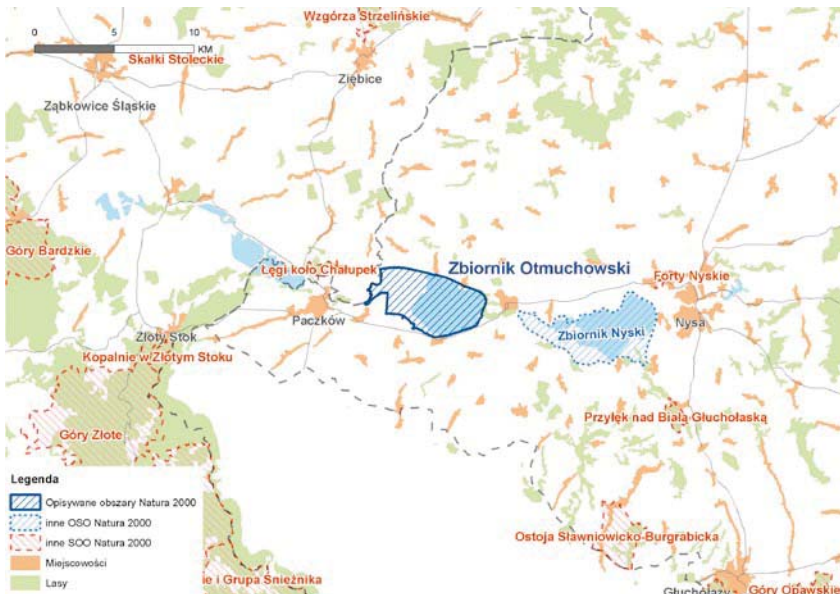 Wzgórza Strzelińskie
0 5 10
KM
Skałki Stoleckie
Ziębice
Ząbkowice Śląskie
Góry Bardzkie
Łęgi koło Chałupek
Zbiornik Otmuchowski
Forty Nyskie
Paczków
Złoty Stok
Zbiornik Nyski
Nysa
Kopalnie w Złotym Stoku
Góry Złote
Przyłęk nad Białą Głuchołaską
Legenda
Opisywane obszary Natura 2000
inne OSO Natura 2000
inne SOO Natura 2000
Miejscowości
Lasy
Ostoja Sławniowicko-Burgrabicka
ie i Grupa Śnieżnika
Głuchołazy
Góry Opawskie